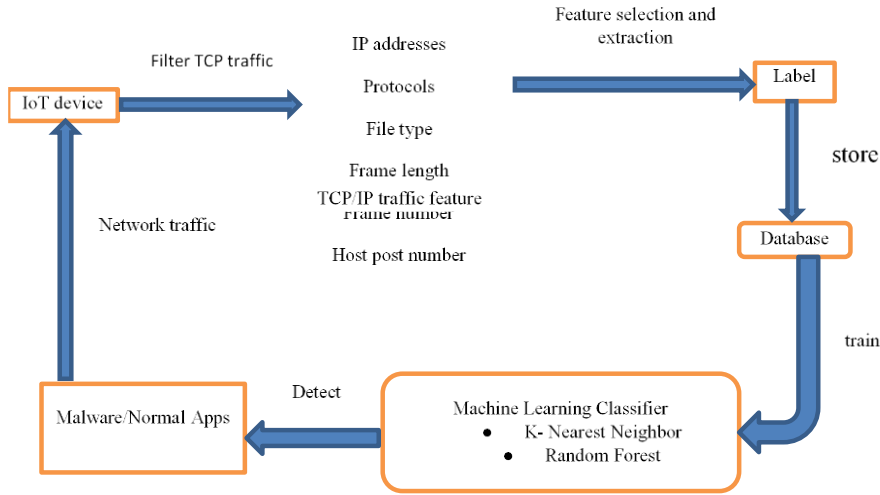 Feature selection and
extraction
IP addresses
Filter TCP traffic
Label
Protocols
IoT device
File type
store
Frame length
TCP/IP traffic feature
Frame number
Network traffic
Database
Host post number
train
Detect
Machine Learning Classifier
Malware/Normal Apps
● K- Nearest Neighbor
● Random Forest